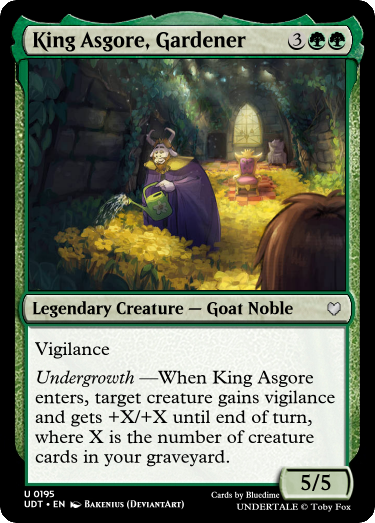 King Asgore, Gardener 3
Legendary Creature — Goat Noble
Vigilance
Undergrowth —When King Asgore
enters, target creature gains vigilance
and gets +X/+X until end of turn,
where X is the number of creature
cards in your graveyard.
5/5
U 0195
UDT • EN Bakenius (DeviantArt)
Cards by Bluedime
UNDERTALE © Toby Fox